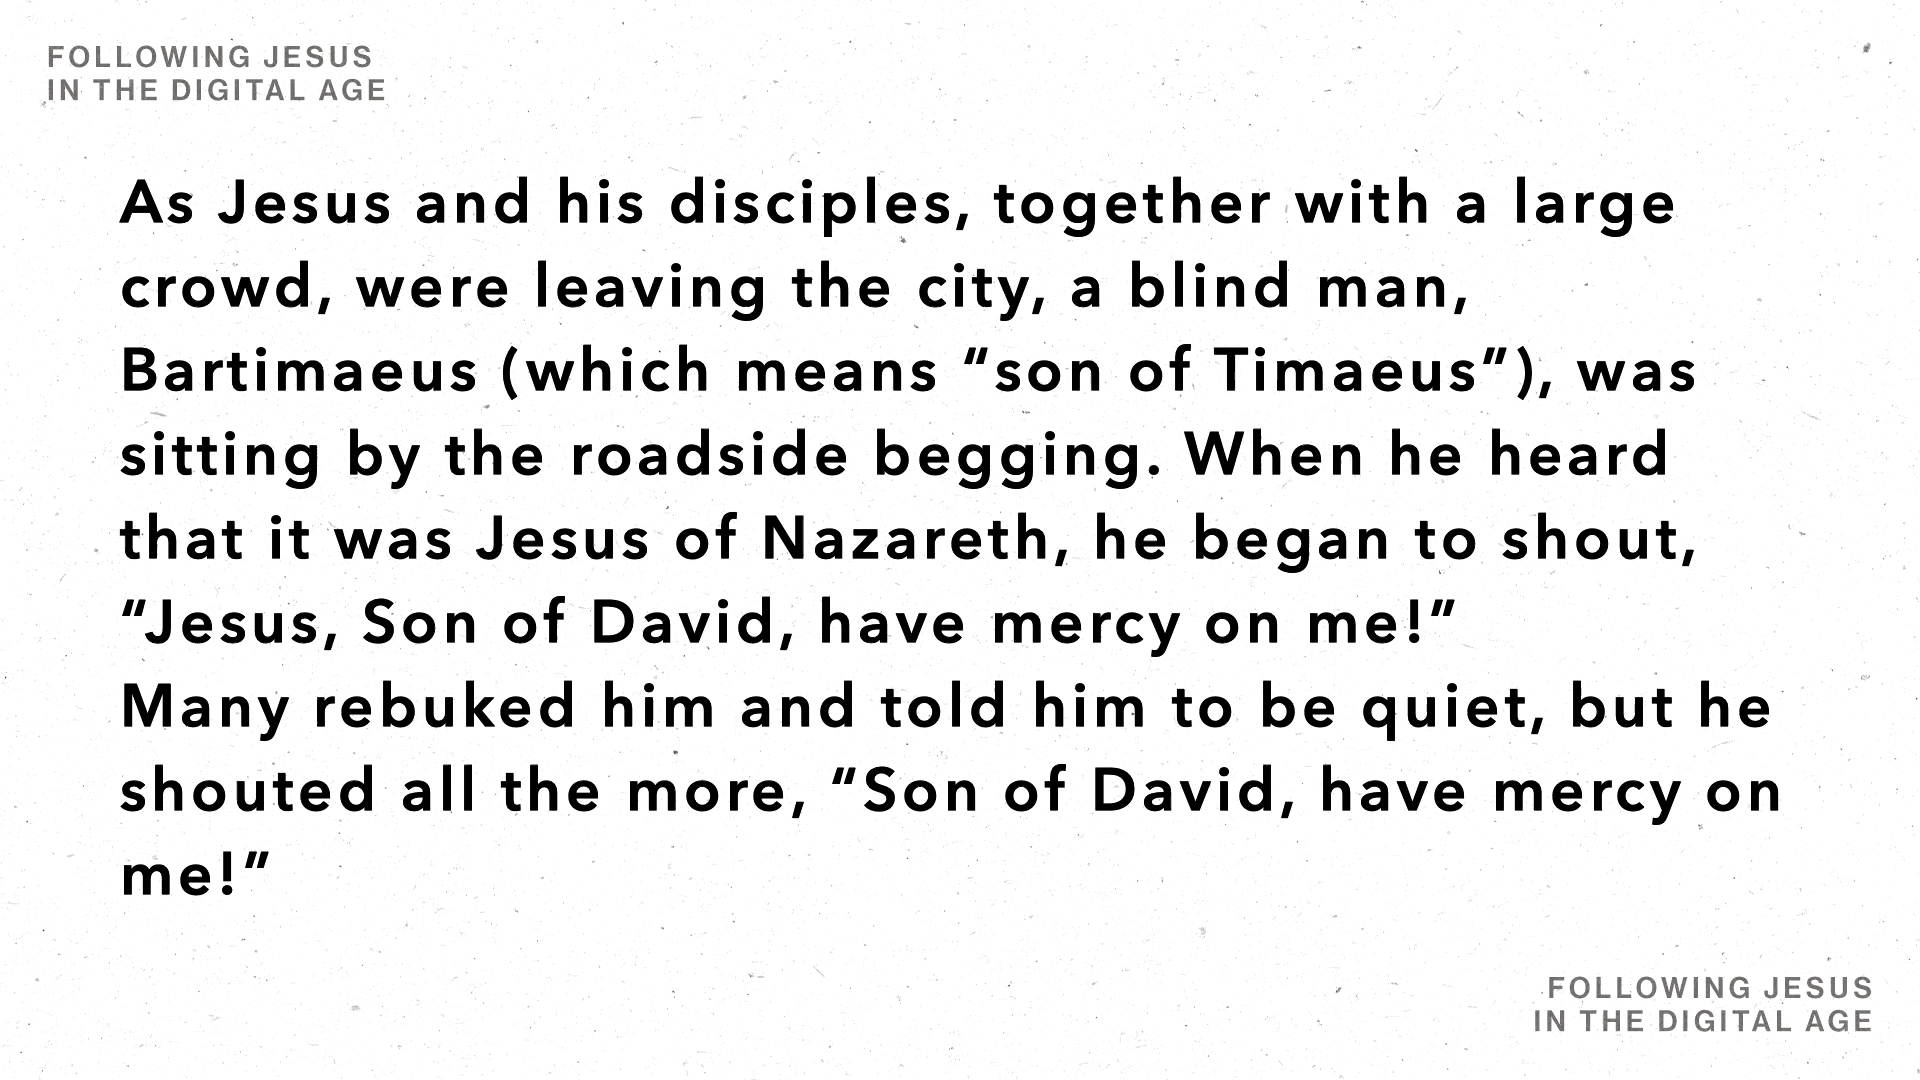 FOLLOWING JESUS
IN THE DIGITAL AGE
As Jesus and his disciples, together with a large
crowd, were leaving the city, a blind man,
Bartimaeus (which means “son of Timaeus”), was
sitting by the roadside begging. When he heard
that it was Jesus of Nazareth, he began to shout,
“Jesus, Son of David, have mercy on me!”
Many rebuked him and told him to be quiet, but he
shouted all the more, “Son of David, have mercy on
me!”
FOLLOWING JESUS
IN THE DIGITAL AGE